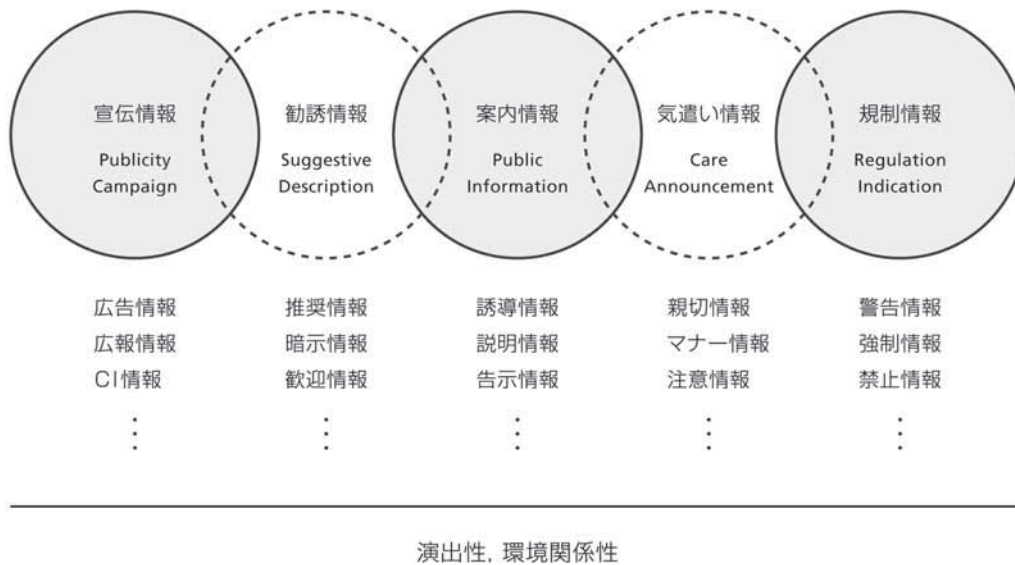 宣伝情報
Publicity
Campaign
勧誘情報
Suggestive
Description
案内情報
Public
Information
気遣い情報
Care
Announcement
規制情報
Regulation
Indication
広告情報
広報情報
CI情報
⋮
推奨情報
暗示情報
歓迎情報
⋮
誘導情報
説明情報
告示情報
⋮
親切情報
マナー情報
注意情報
⋮
警告情報
強制情報
禁止情報
⋮
演出性, 環境関係性